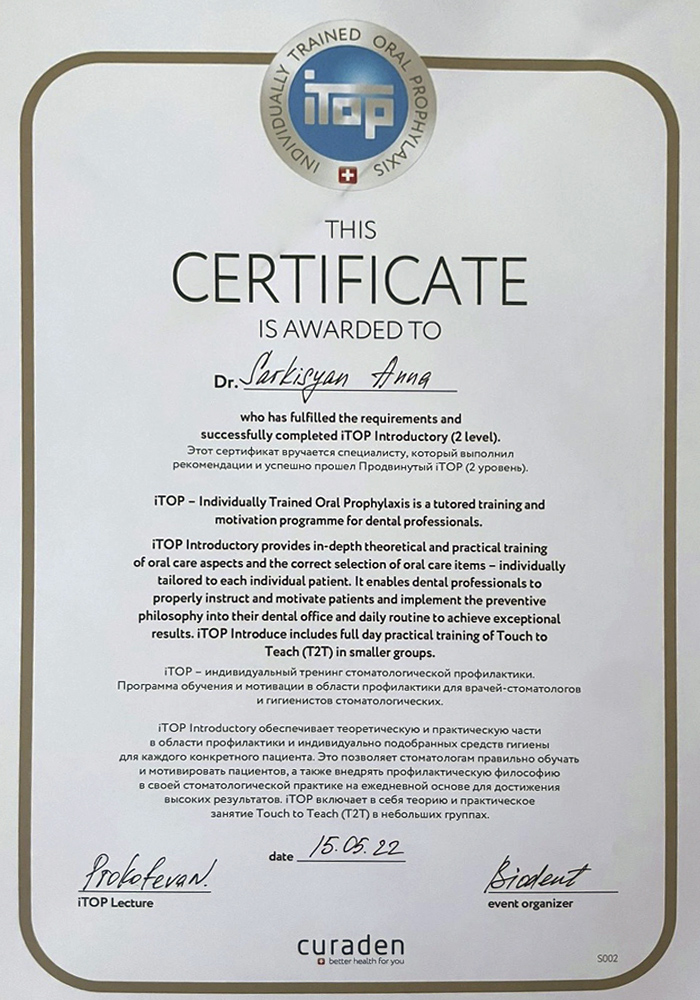 INDIVIDUALLY TRAINED ORAL PROPHYLAXIS
iTop
THIS
CERTIFICATE
IS AWARDED TO
Dr. Sarkisyan Anna
who has fulfilled the requirements and
successfully completed iTOP Introductory (2 level).
Этот сертификат вручается специалисту, который выполнил
рекомендации и успешно прошел Продвинутый iTOP (2 уровень).
iTOP – Individually Trained Oral Prophylaxis is a tutored training and
motivation programme for dental professionals.
iTOP Introductory provides in-depth theoretical and practical training
of oral care aspects and the correct selection of oral care items – individually
tailored to each individual patient. It enables dental professionals to
properly instruct and motivate patients and implement the preventive
philosophy into their dental office and daily routine to achieve exceptional
results. iTOP Introduce includes full day practical training of Touch to
Teach (T2T) in smaller groups.
iTOP – индивидуальный тренинг стоматологической профилактики.
Программа обучения и мотивации в области профилактики для врачей-стоматологов
и гигиенистов стоматологических.
iTOP Introductory обеспечивает теоретическую и практическую части
в области профилактики и индивидуально подобранных средств гигиены
для каждого конкретного пациента. Это позволяет стоматологам правильно обучать
и мотивировать пациентов, а также внедрять профилактическую философию
в своей стоматологической практике на ежедневной основе для достижения
высоких результатов. iTOP включает в себя теорию и практическое
занятие Touch to Teach (T2T) в небольших группах.
date 15.05.22
Prokofeva N.
iTOP Lecture
Biodent
event organizer
curaden
better health for you
S002